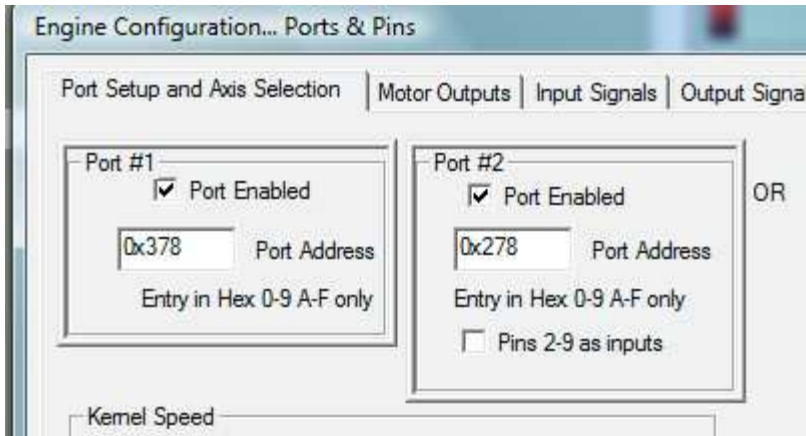 Engine Configuration... Ports & Pins
Port Setup and Axis Selection Motor Outputs Input Signals Output Signa
Port #1
Port Enabled
0x378 Port Address
Entry in Hex 0-9 A-F only
Port #2
Port Enabled
0x278 Port Address
Entry in Hex 0-9 A-F only
Pins 2-9 as inputs
OR
Kernel Speed